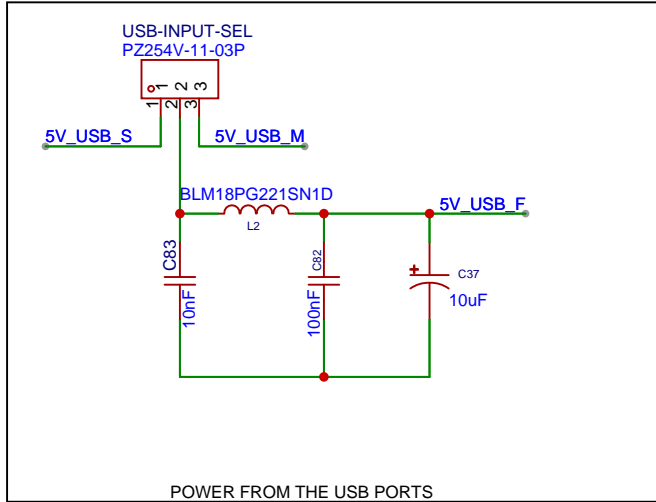 USB-INPUT-SEL
PZ254V-11-03P
1 2 3
1 2 3
5V_USB_S
5V_USB_M
BLM18PG221SN1D
5V_USB_F
L2
C83
C82
C37
10nF
100nF
10uF
+
POWER FROM THE USB PORTS